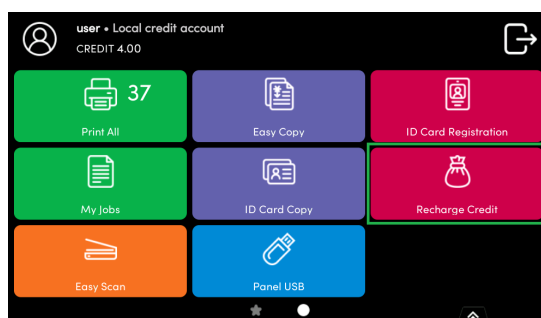 user • Local credit account
CREDIT 4.00
37
Print All
Easy Copy
ID Card Registration
My Jobs
ID Card Copy
Recharge Credit
Easy Scan
Panel USB